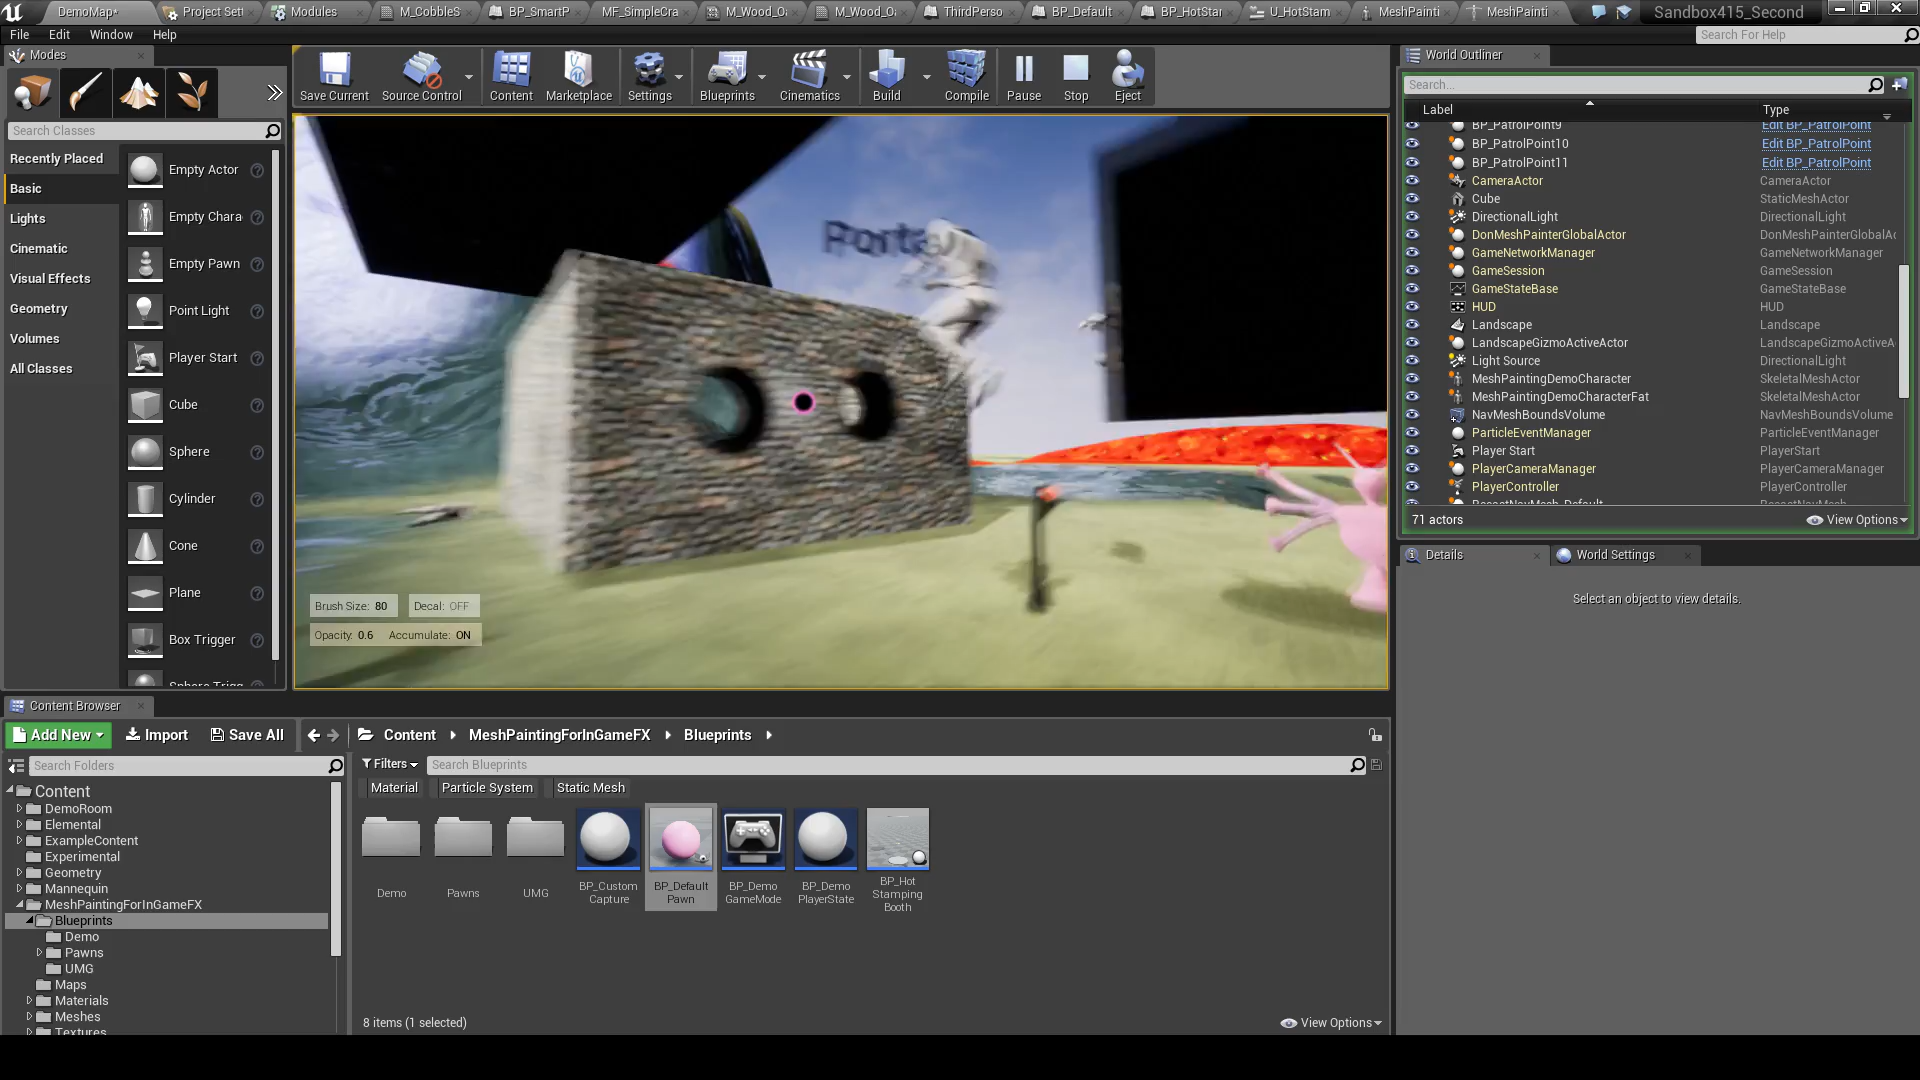 DemoMap*
Project Sett
Modules
M_CobbleS
BP_SmartP
MF_SimpleCra
M_Wood_O
M_Wood_O
ThirdPerso
BP_Default
BP_HotStar
U_HotStam
MeshPainti
MeshPainti
Sandbox415_Second
File Edit Window Help
Search For Help
Modes
Search Classes
Recently Placed
Basic
Lights
Cinematic
Visual Effects
Geometry
Volumes
All Classes
Empty Actor
Empty Chara
Empty Pawn
Point Light
Player Start
Cube
Sphere
Cylinder
Cone
Plane
Box Trigger
Sphere Trigg
Save Current
Source Control
Content
Marketplace
Settings
Blueprints
Cinematics
Build
Compile
Pause
Stop
Eject
Brush Size: 80
Decal: OFF
Opacity: 0.6 Accumulate: ON
World Outliner
Search...
Label Type
BP_PatrolPoint9 Edit BP_PatrolPoint
BP_PatrolPoint10 Edit BP_PatrolPoint
BP_PatrolPoint11 Edit BP_PatrolPoint
CameraActor CameraActor
Cube StaticMeshActor
DirectionalLight DirectionalLight
DonMeshPainterGlobalActor DonMeshPainterGlobalAc
GameNetworkManager GameNetworkManager
GameSession GameSession
GameStateBase GameStateBase
HUD HUD
Landscape Landscape
LandscapeGizmoActiveActor LandscapeGizmoActiveA
Light Source DirectionalLight
MeshPaintingDemoCharacter SkeletalMeshActor
MeshPaintingDemoCharacterFat SkeletalMeshActor
NavMeshBoundsVolume NavMeshBoundsVolume
ParticleEventManager ParticleEventManager
Player Start PlayerStart
PlayerCameraManager PlayerCameraManager
PlayerController PlayerController
71 actors
View Options
Details
World Settings
Select an object to view details.
Content Browser
Add New Import Save All Content MeshPaintingForInGameFX Blueprints
Search Folders
Content
DemoRoom
Elemental
ExampleContent
Experimental
Geometry
Mannequin
MeshPaintingForInGameFX
Blueprints
Demo
Pawns
UMG
Maps
Materials
Meshes
Textures
Filters
Search Blueprints
Material Particle System Static Mesh
Demo
Pawns
UMG
BP_Custom
Capture
BP_Default
Pawn
BP_Demo
GameMode
BP_Demo
PlayerState
BP_Hot
Stamping
Booth
8 items (1 selected)
View Options